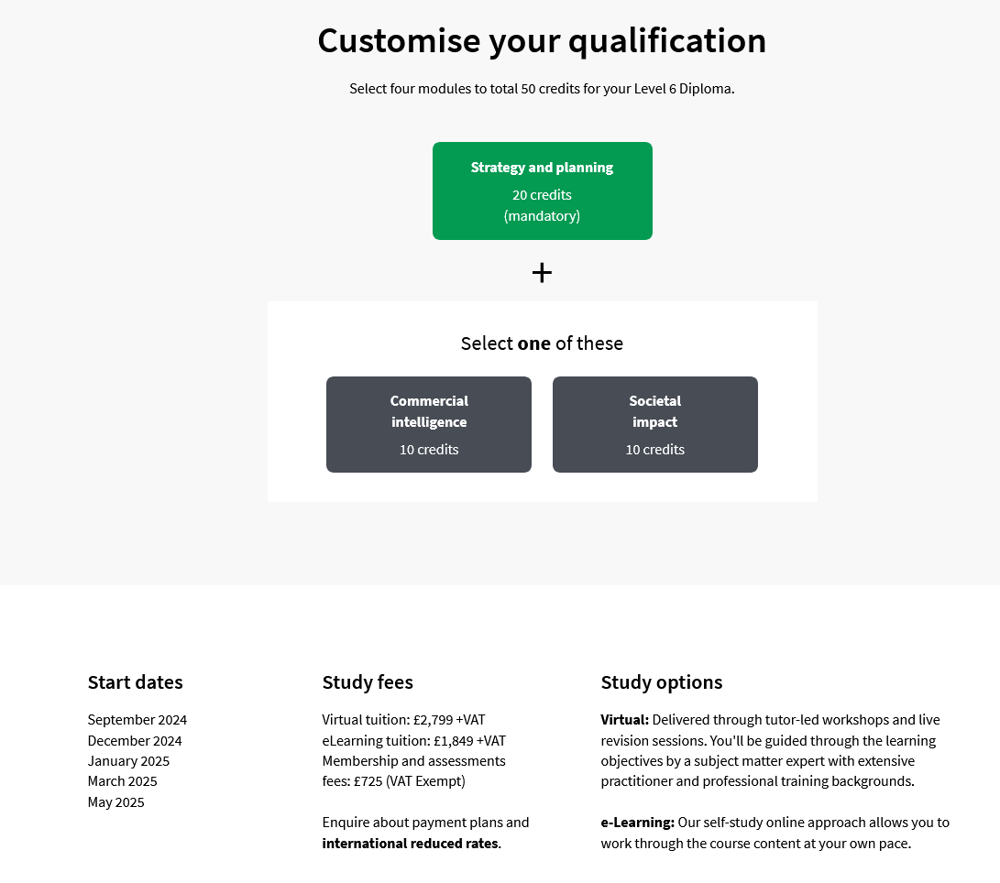 Customise your qualification
Select four modules to total 50 credits for your Level 6 Diploma.
Strategy and planning
20 credits
(mandatory)
+
Select one of these
Commercial
intelligence
10 credits
Societal
impact
10 credits
Start dates
September 2024
December 2024
January 2025
March 2025
May 2025
Study fees
Virtual tuition: £2,799 +VAT
eLearning tuition: £1,849 +VAT
Membership and assessments
fees: £725 (VAT Exempt)
Enquire about payment plans and
international reduced rates.
Study options
Virtual: Delivered through tutor-led workshops and live
revision sessions. You'll be guided through the learning
objectives by a subject matter expert with extensive
practitioner and professional training backgrounds.
e-Learning: Our self-study online approach allows you to
work through the course content at your own pace.